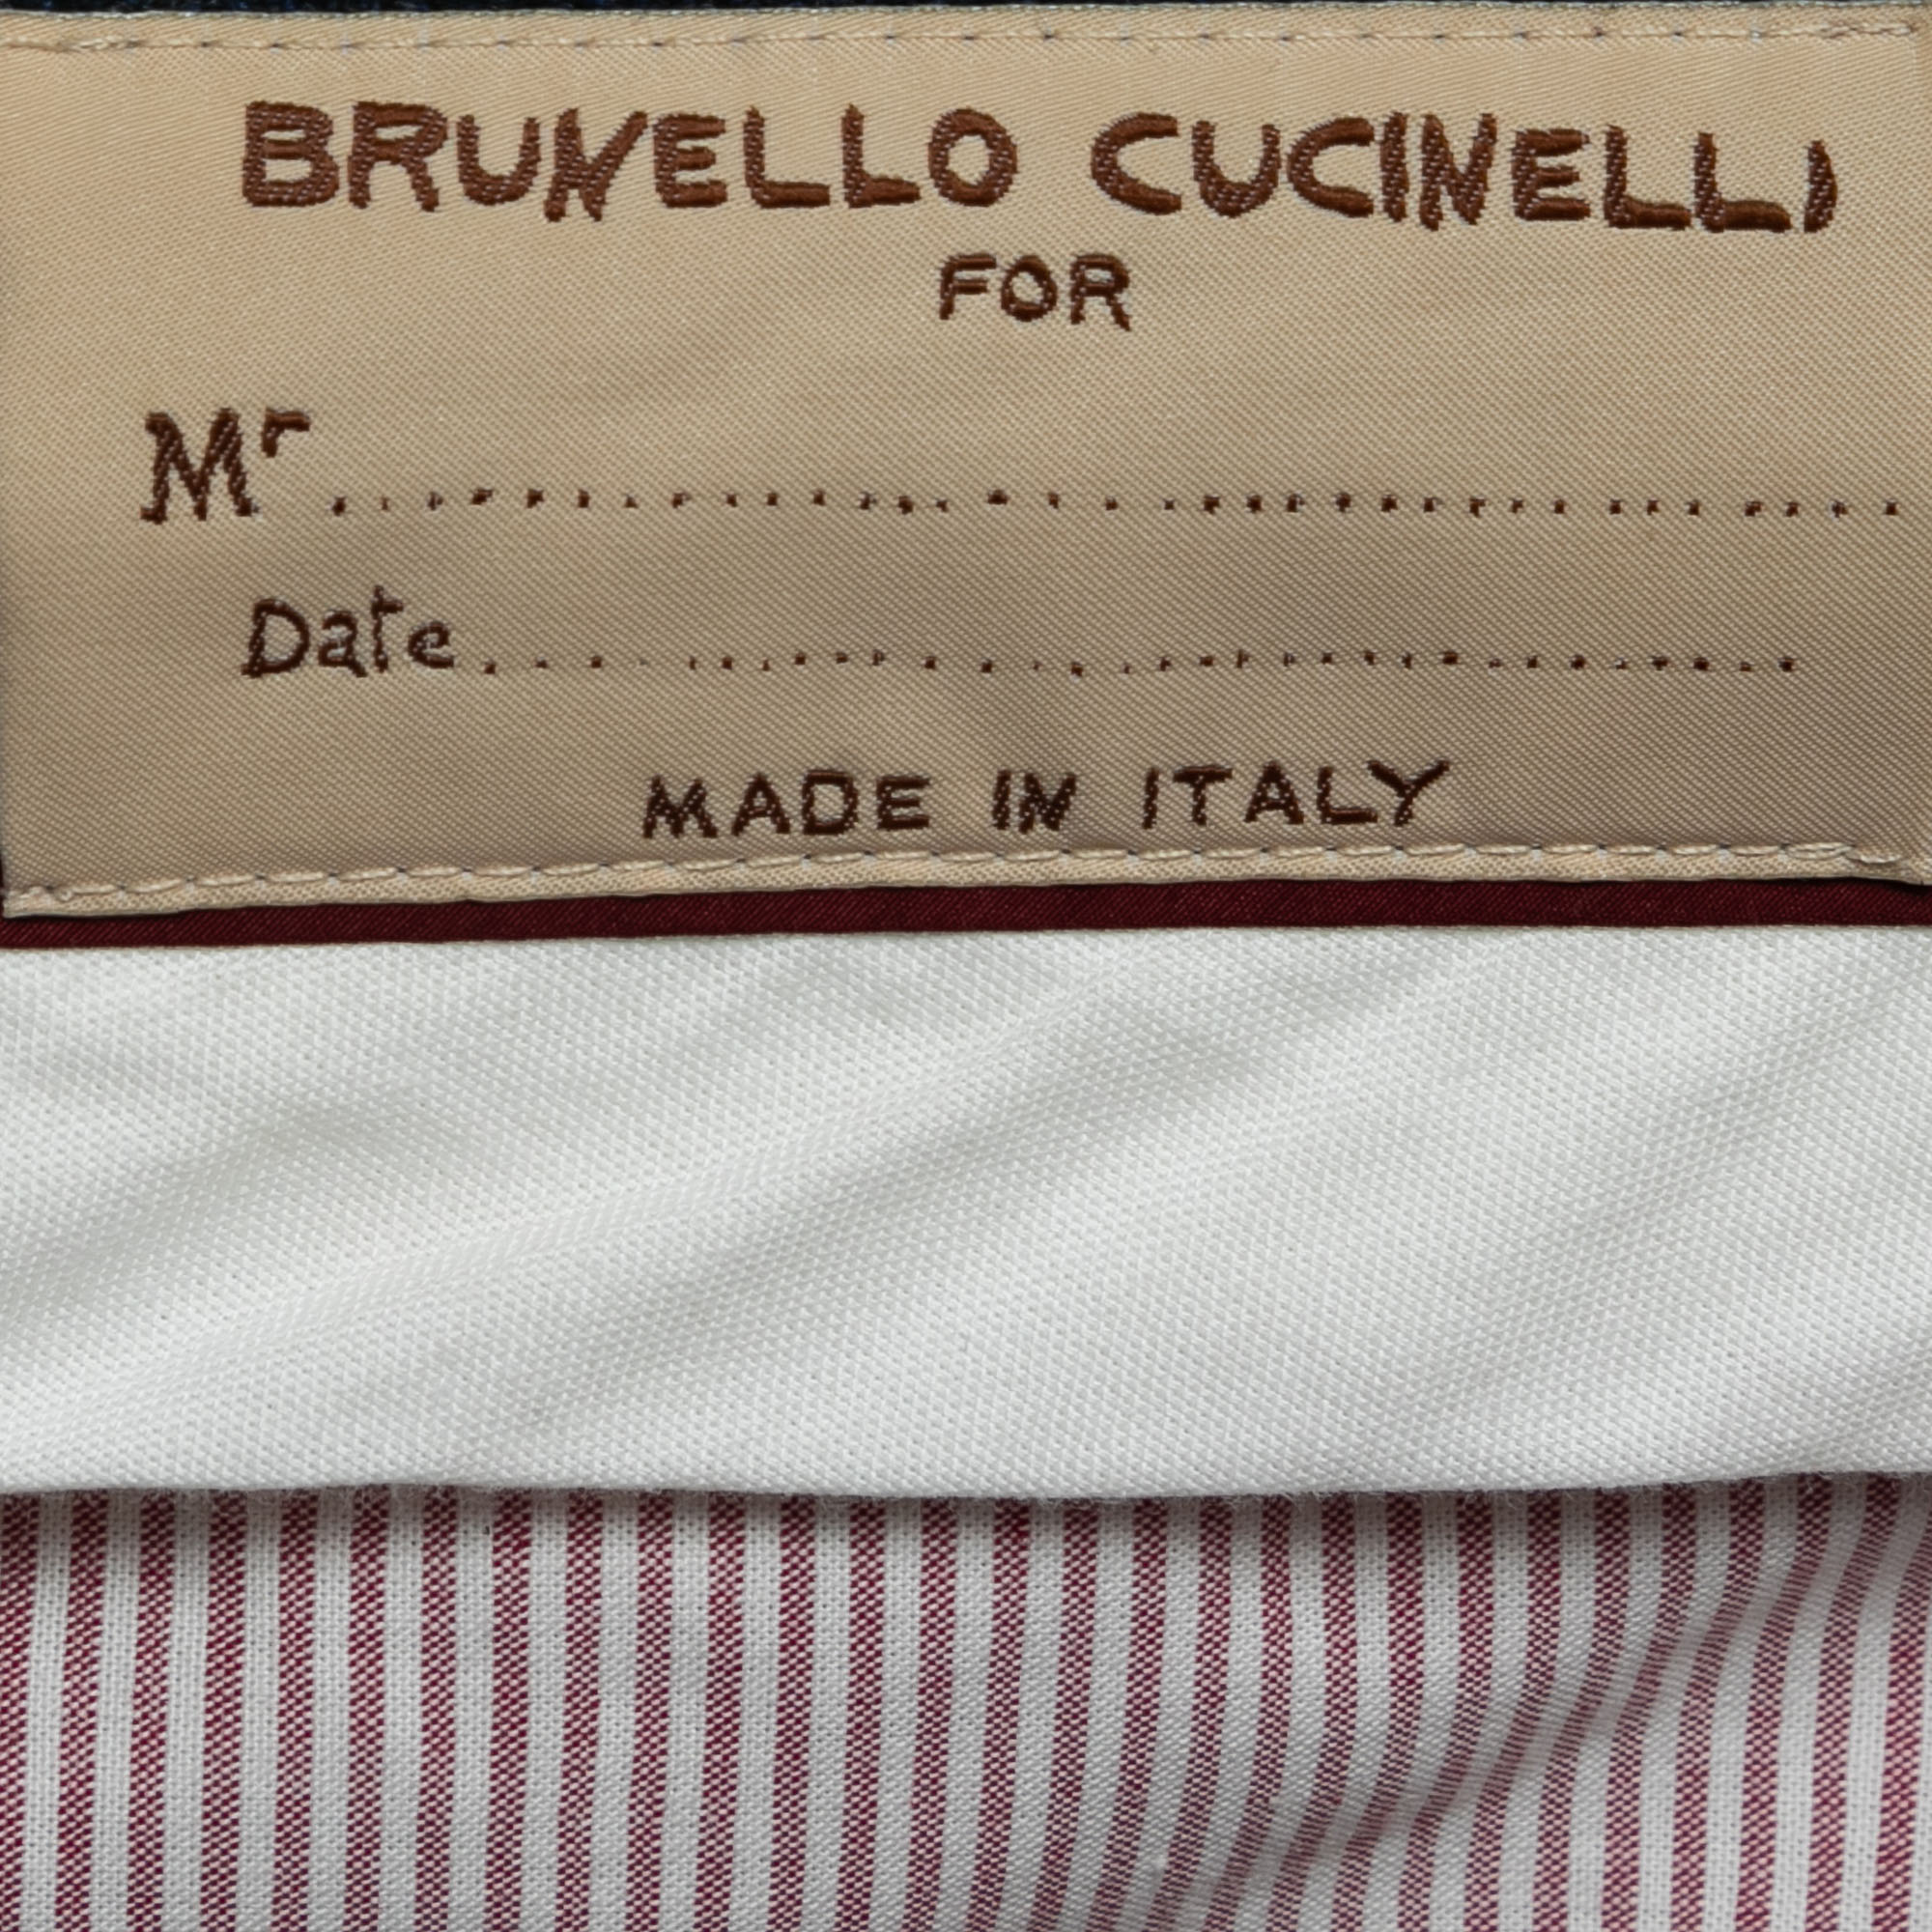 BRUNELLO CUCINELLI
FOR
Mr....................................
Date................................
MADE IN ITALY